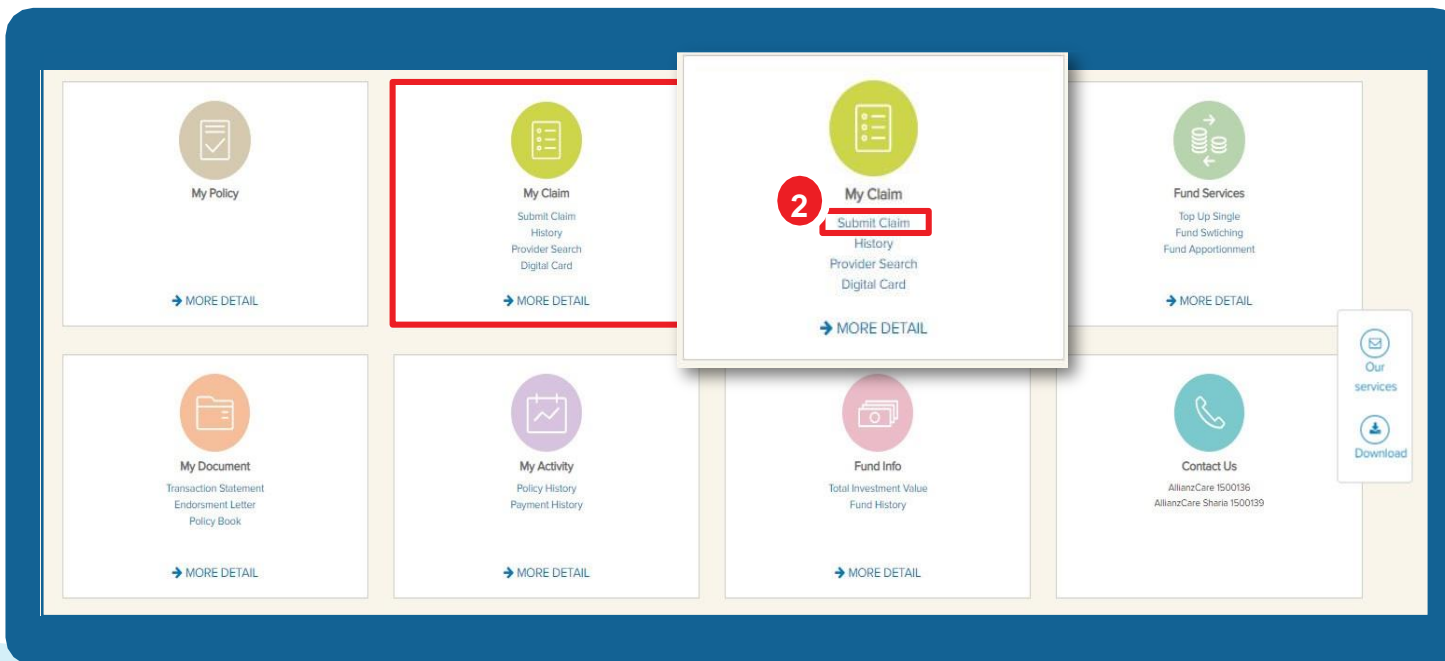 My Policy
MORE DETAIL
My Claim
Submit Claim
History
Provider Search
Digital Card
MORE DETAIL
2
My Claim
Submit Claim
History
Provider Search
Digital Card
MORE DETAIL
Fund Services
Top Up Single
Fund Swtiching
Fund Apportionment
MORE DETAIL
Our
services
Download
My Document
Transaction Statement
Endorsment Letter
Policy Book
MORE DETAIL
My Activity
Policy History
Payment History
MORE DETAIL
Fund Info
Total Investment Value
Fund History
MORE DETAIL
Contact Us
AllianzCare 1500136
AllianzCare Sharia 1500139